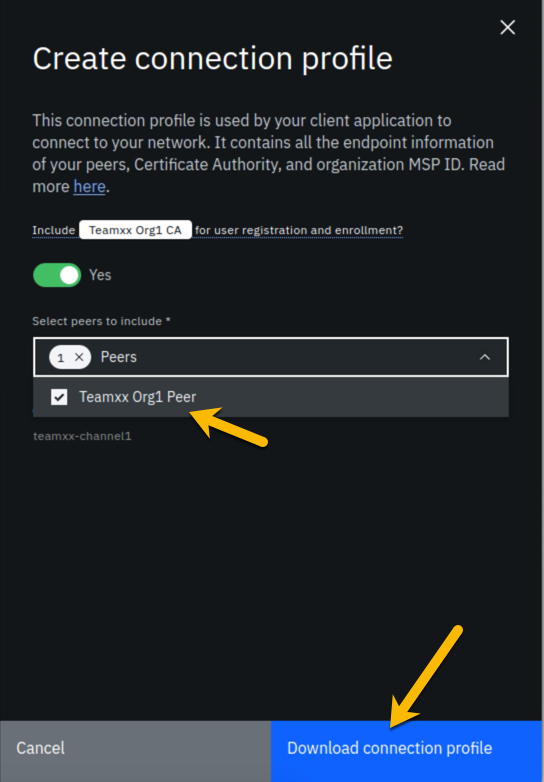 Create connection profile
This connection profile is used by your client application to
connect to your network. It contains all the endpoint information
of your peers, Certificate Authority, and organization MSP ID. Read
more here.
Include Teamxx Org1 CA for user registration and enrollment?
Yes
Select peers to include *
1 × Peers
Teamxx Org1 Peer
teamxx-channel1
Cancel
Download connection profile